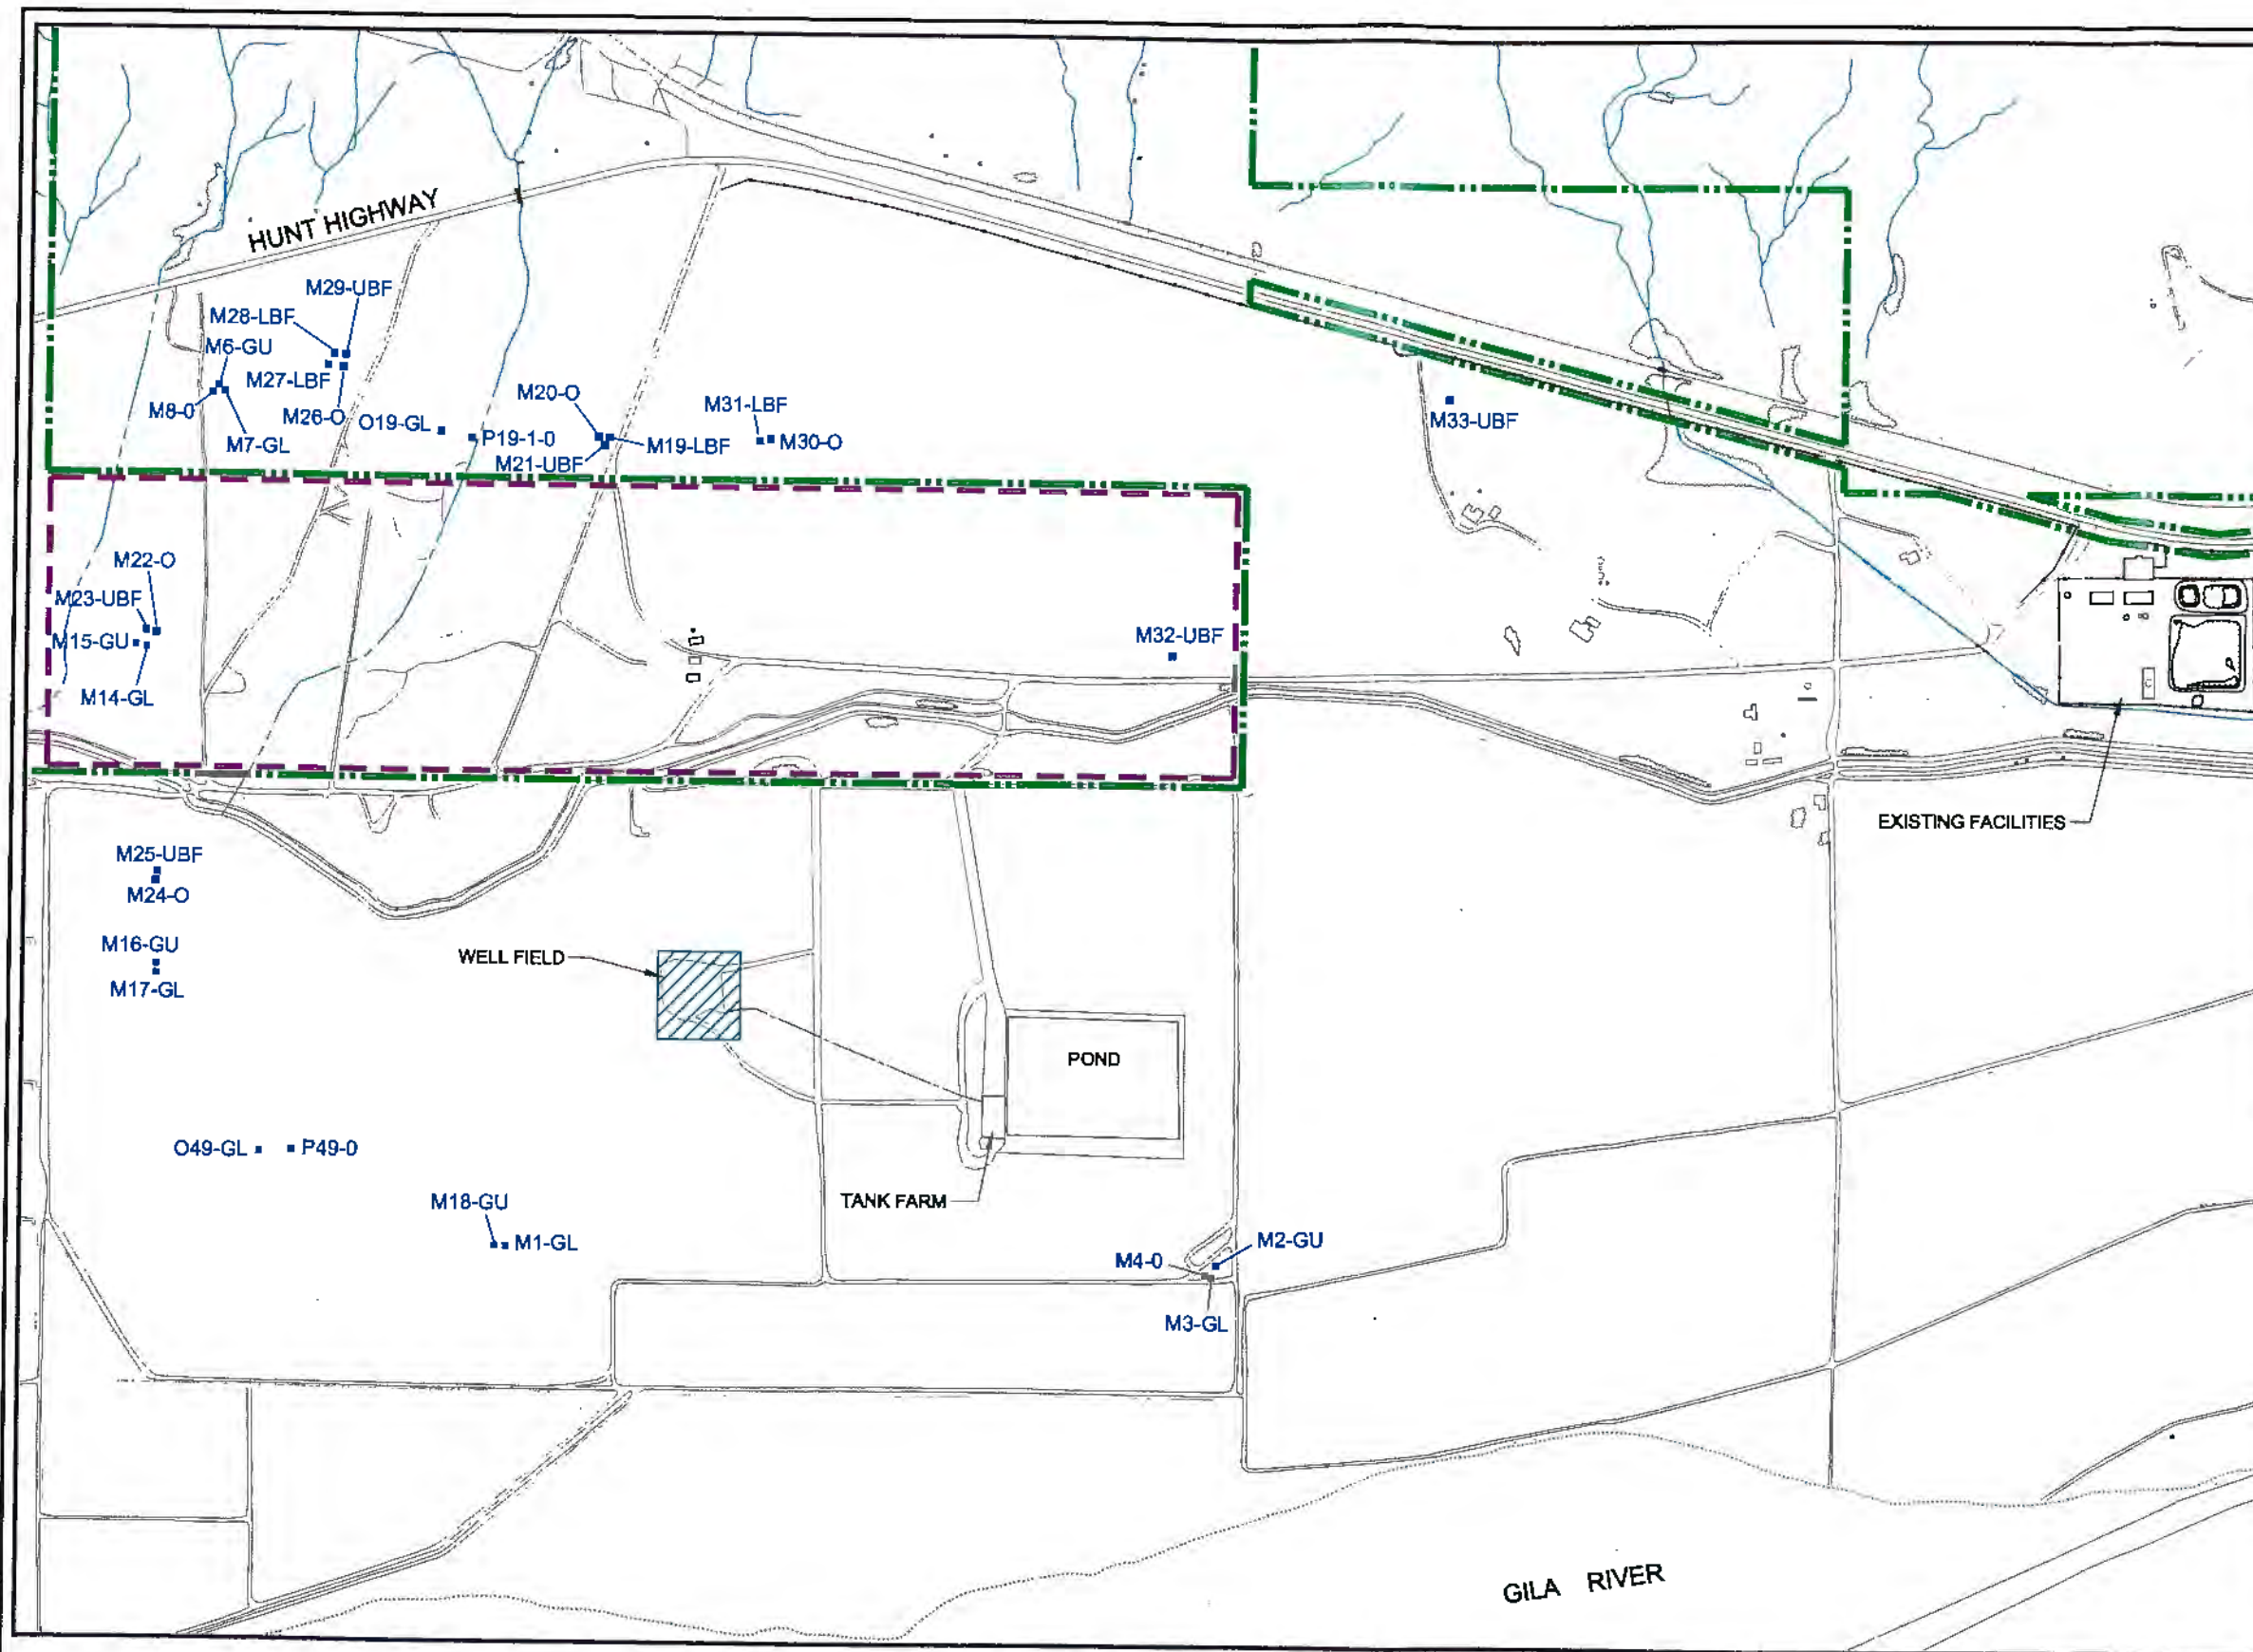 HUNT HIGHWAY
M29-UBF
M28-LBF
M6-GU
M27-LBF
M8-0
M26-O
M7-GL
O19-GL
P19-1-0
M20-O
M21-UBF
M19-LBF
M31-LBF
M30-O
M33-UBF
M22-O
M23-UBF
M15-GU
M14-GL
M32-UBF
EXISTING FACILITIES
M25-UBF
M24-O
M16-GU
M17-GL
WELL FIELD
POND
O49-GL
P49-0
TANK FARM
M18-GU
M1-GL
M4-0
M2-GU
M3-GL
GILA RIVER